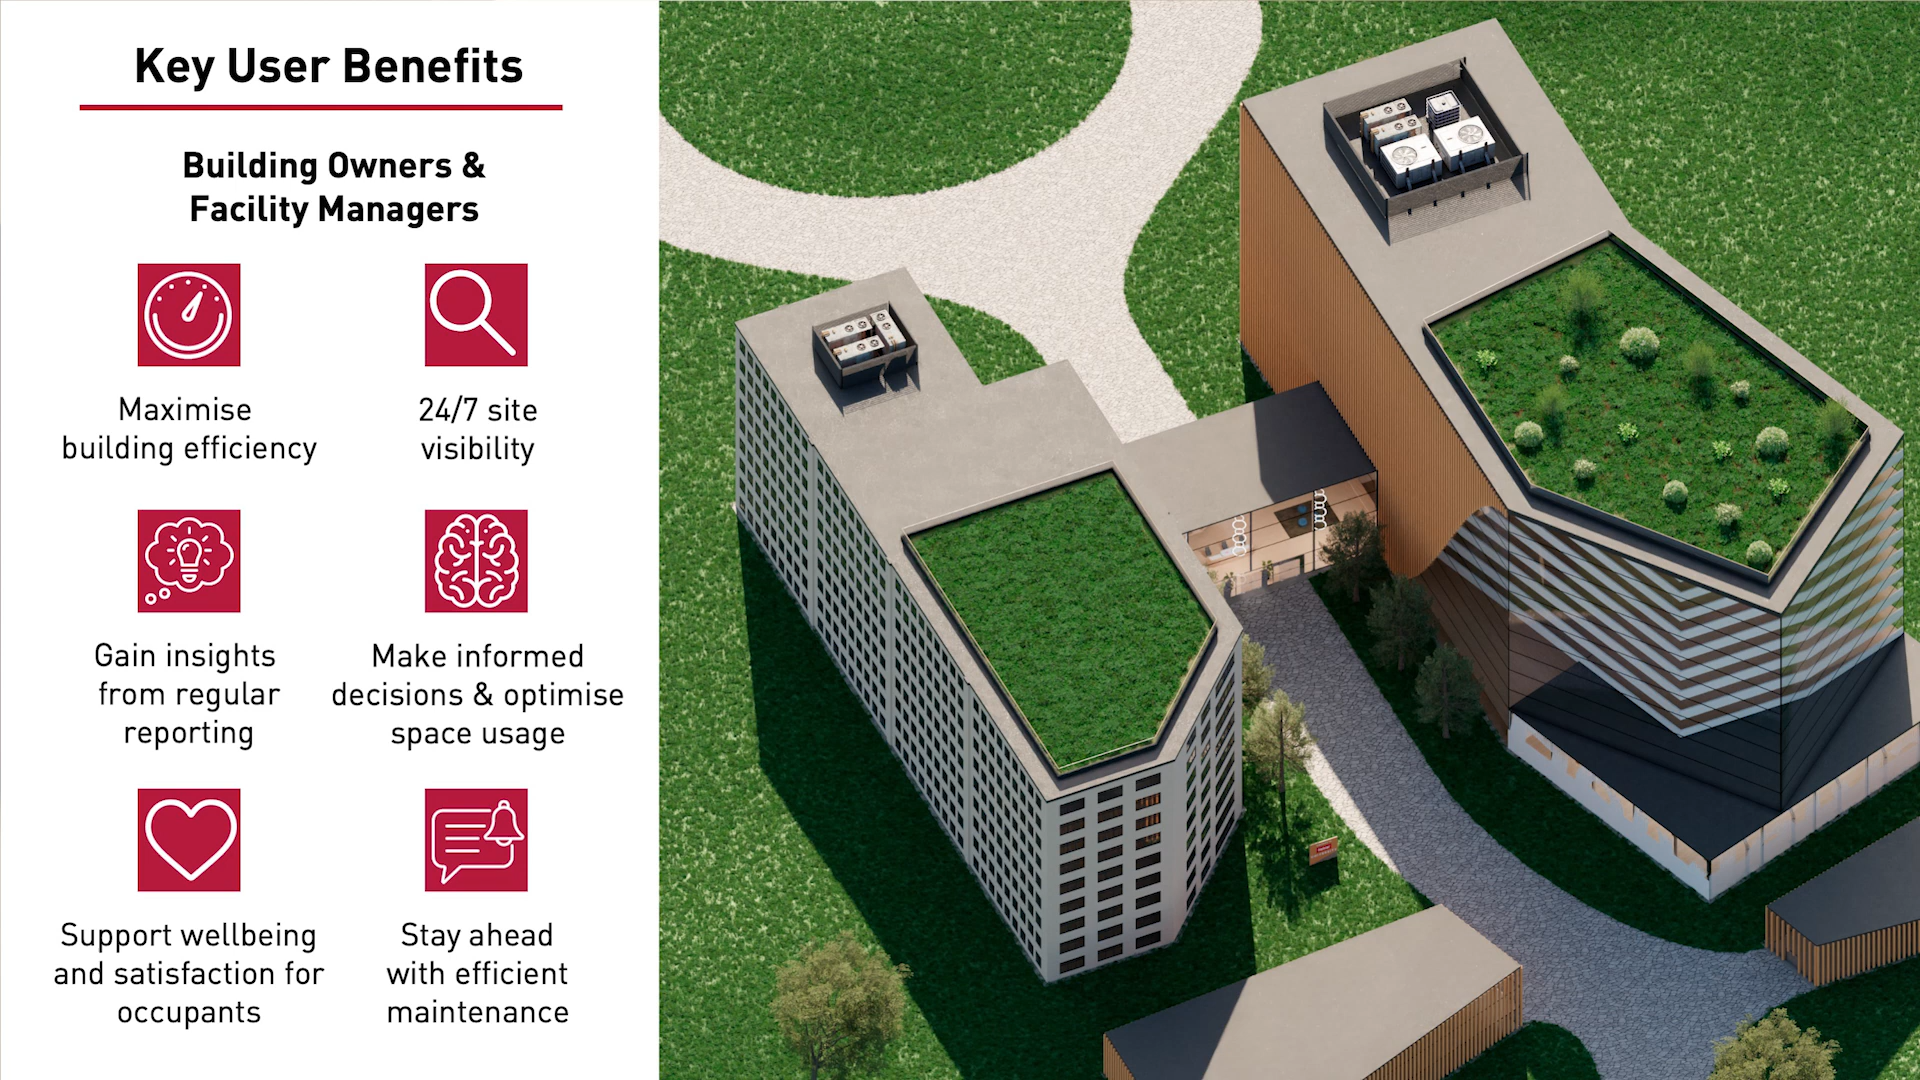 Key User Benefits
Building Owners &
Facility Managers
Maximise
building efficiency
24/7 site
visibility
Gain insights
from regular
reporting
Make informed
decisions & optimise
space usage
Support wellbeing
and satisfaction for
occupants
Stay ahead
with efficient
maintenance